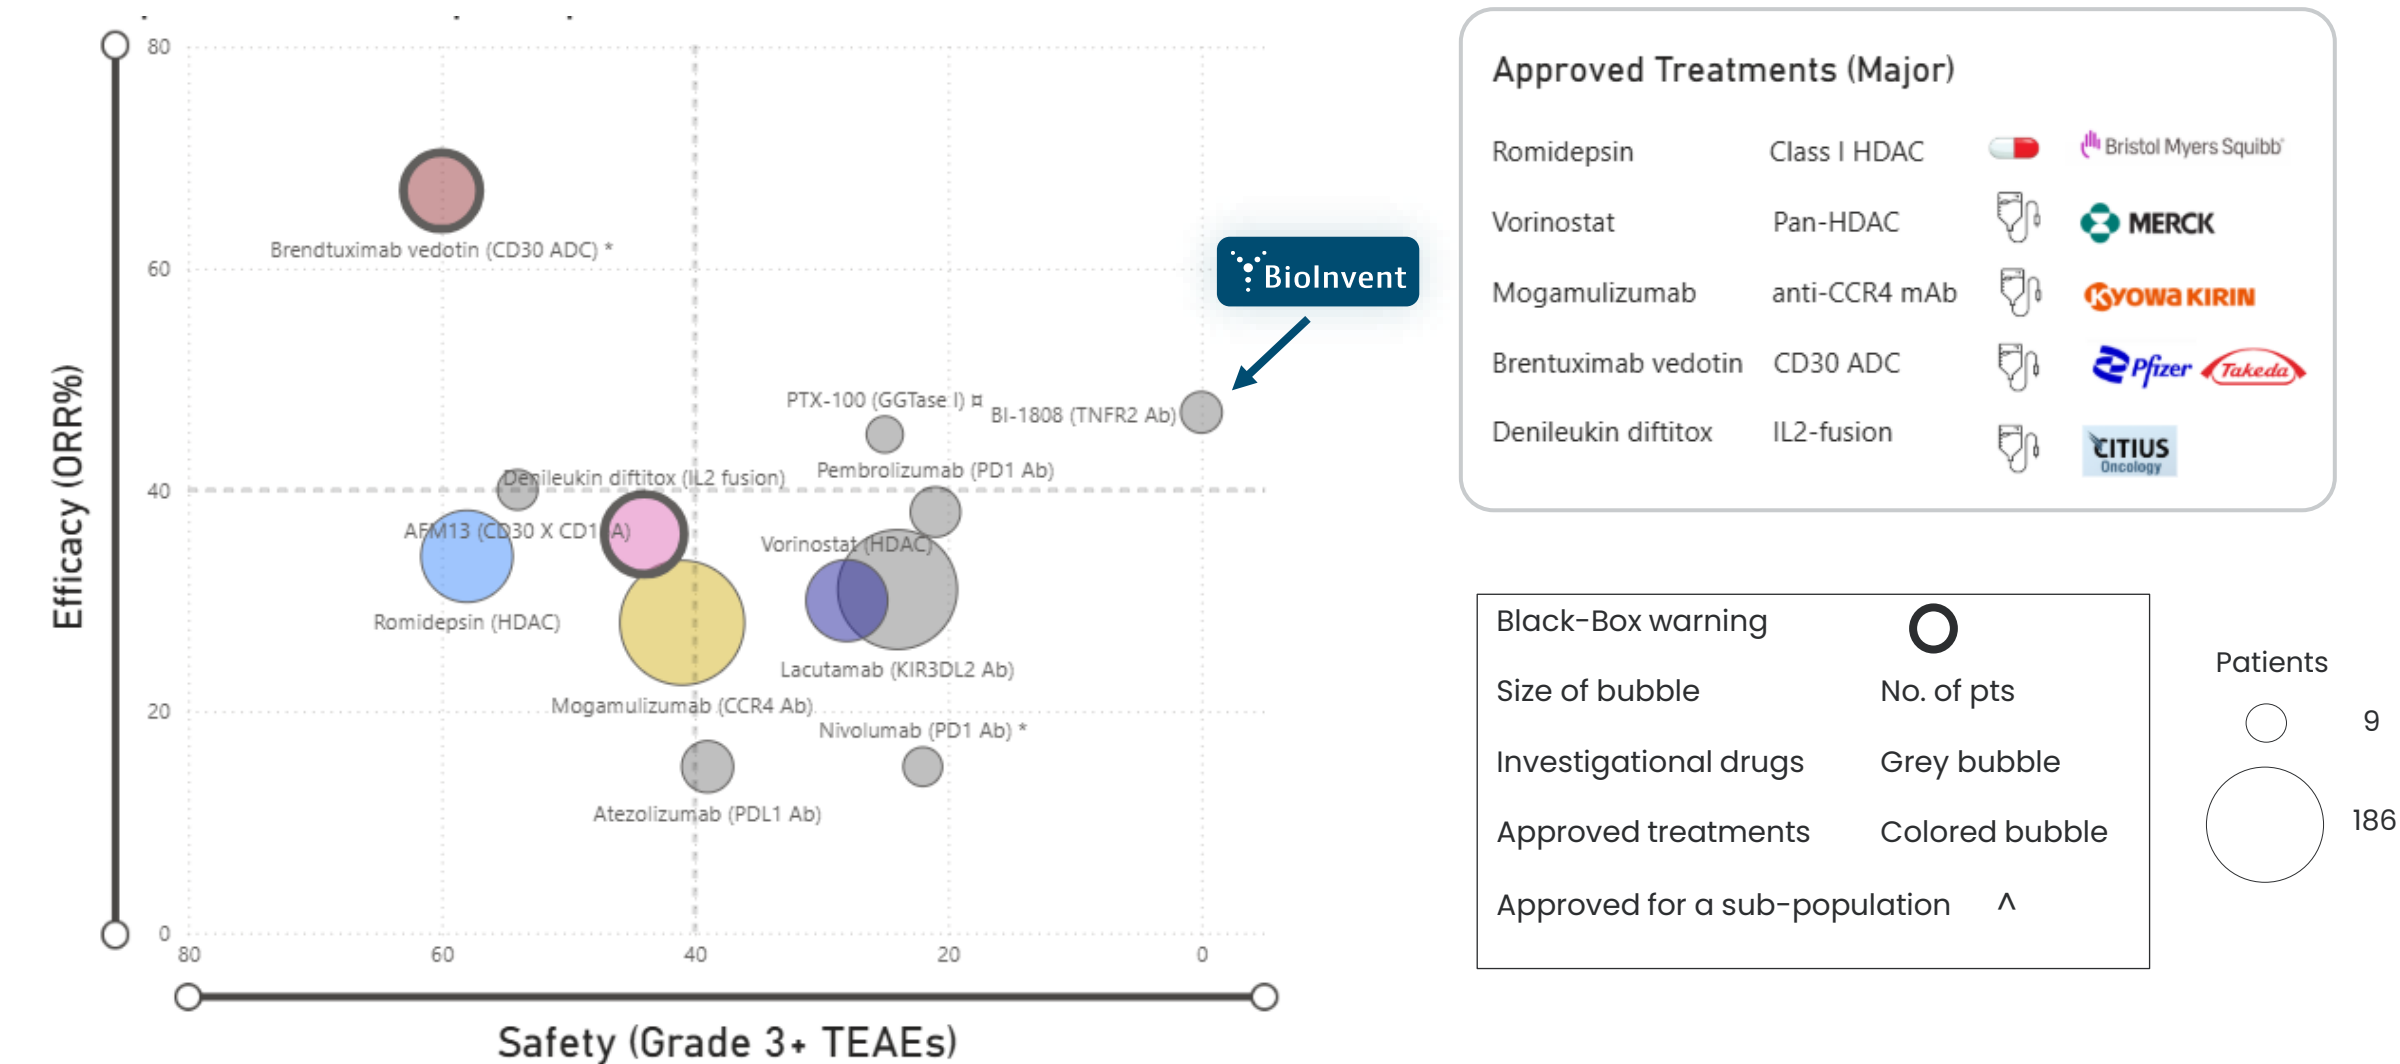 80
Brendtuximab vedotin (CD30 ADC) *
60
BioInvent
PTX-100 (GGTase I) ¤
BI-1808 (TNFR2 Ab)
Pembrolizumab (PD1 Ab)
Denileukin diftitox (IL2 fusion)
40
AFM13 (CD30 X CD16A)
Vorinostat (HDAC)
Romidepsin (HDAC)
Lacutamab (KIR3DL2 Ab)
Mogamulizumab (CCR4 Ab)
20
Nivolumab (PD1 Ab) *
Atezolizumab (PDL1 Ab)
0
80 60 40 20 0
Efficacy (ORR%)
Safety (Grade 3+ TEAEs)
Approved Treatments (Major)
Romidepsin Class I HDAC Bristol Myers Squibb
Vorinostat Pan-HDAC MERCK
Mogamulizumab anti-CCR4 mAb KYOWA KIRIN
Brentuximab vedotin CD30 ADC Pfizer Takeda
Denileukin diftitox IL2-fusion CITIUS
Oncology
Black-Box warning
Size of bubble No. of pts
Investigational drugs Grey bubble
Approved treatments Colored bubble
Approved for a sub-population ^
Patients
9
186